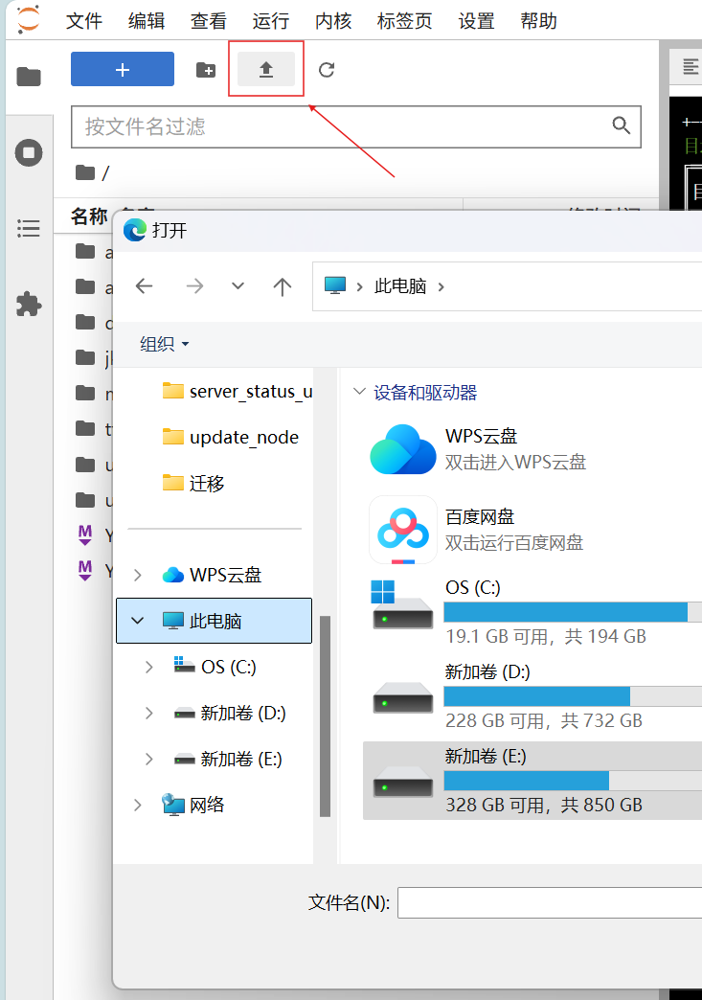 文件 编辑 查看 运行 内核 标签页 设置 帮助
按文件名过滤
/
名称
打开
此电脑
组织
server_status_u
update_node
迁移
WPS云盘
此电脑
OS (C:)
新加卷 (D:)
新加卷 (E:)
网络
设备和驱动器
WPS云盘
双击进入WPS云盘
百度网盘
双击运行百度网盘
OS (C:)
19.1 GB 可用，共 194 GB
新加卷 (D:)
228 GB 可用，共 732 GB
新加卷 (E:)
328 GB 可用，共 850 GB
文件名(N):